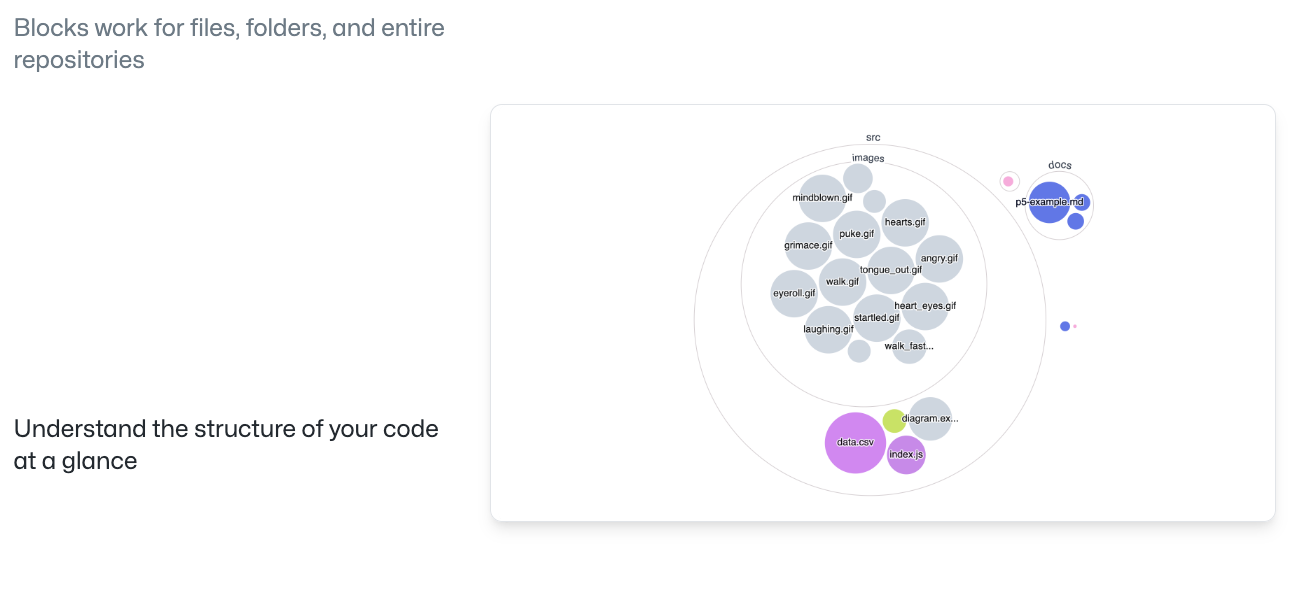 Blocks work for files, folders, and entire
repositories
Understand the structure of your code
at a glance
src
images
mindblown.gif
hearts.gif
puke.gif
grimace.gif
angry.gif
tongue_out.gif
walk.gif
eyeroll.gif
heart_eyes.gif
startled.gif
laughing.gif
walk_fast...
diagram.ex...
data.csv
index.js
docs
p5-example.md